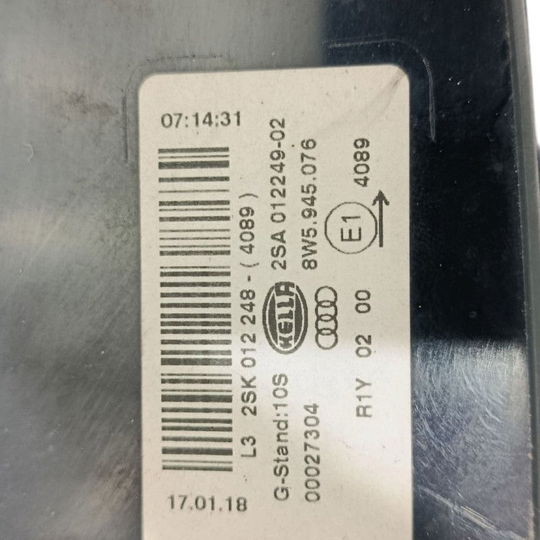 07:14:31
17.01.18
L3 2SK 012 248 - ( 4089 )
G-Stand:10S HELLA 2SA 012249-02
00027304 8W5.945.076
R1Y 02 00 E1 4089